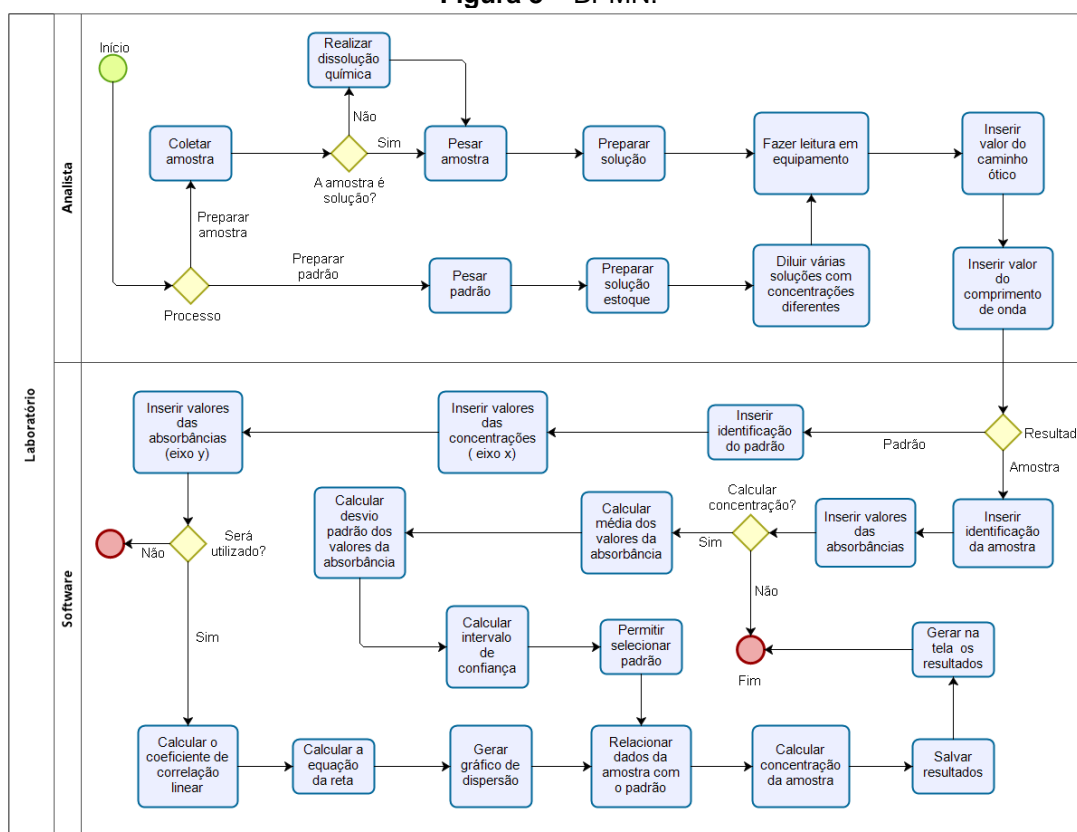 Figura 3 – BPMN.
Laboratório
Analista
Início
Realizar
dissolução
química
Não
Coletar
amostra
Sim
A amostra é
solução?
Pesar
amostra
Preparar
solução
Fazer leitura em
equipamento
Inserir
valor do
caminho
ótico
Preparar
amostra
Processo
Preparar
padrão
Pesar
padrão
Preparar
solução
estoque
Diluir várias
soluções com
concentrações
diferentes
Inserir valor
do
comprimento
de onda
Software
Inserir valores
das
absorbâncias
(eixo y)
Inserir valores
das
concentrações
( eixo x)
Inserir
identificação
do padrão
Padrão
Resultad
Amostra
Inserir
identificação
da amostra
Inserir valores
das
absorbâncias
Calcular
concentração?
Sim
Não
Calcular
média dos
valores da
absorbância
Calcular
desvio
padrão dos
valores da
absorbância
Será
utilizado?
Não
Sim
Calcular
intervalo
de
confiança
Permitir
selecionar
padrão
Fim
Gerar na
tela os
resultados
Calcular o
coeficiente de
correlação
linear
Calcular a
equação
da reta
Gerar
gráfico de
dispersão
Relacionar
dados da
amostra com
o padrão
Calcular
concentração
da amostra
Salvar
resultados